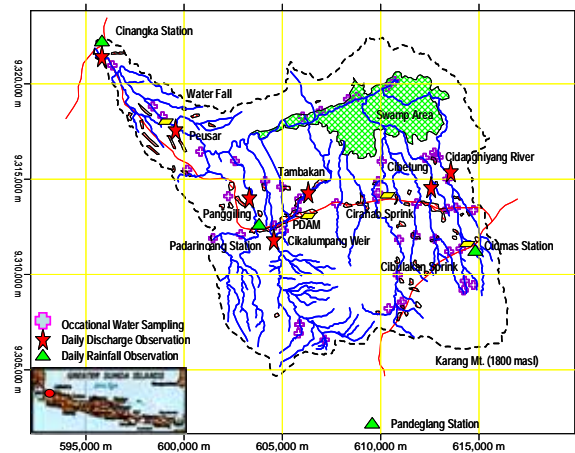 Cinangka Station
9,320,000 m
Water Fall
Swamp Area
Peusar
9,315,000 m
Tambakan
Cibetung
Cidanghiyang River
Panggiling
PDAM
Ciranab Sprink
Padarincang Station
Cikalumpang Weir
Cidmas Station
9,310,000 m
Cibulakan Sprink
Occational Water Sampling
Daily Discharge Observation
Daily Rainfall Observation
Karang Mt. (1800 masl)
9,305,000 m
GREATER SUNDA ISLANDS
Pandeglang Station
595,000 m
600,000 m
605,000 m
610,000 m
615,000 m